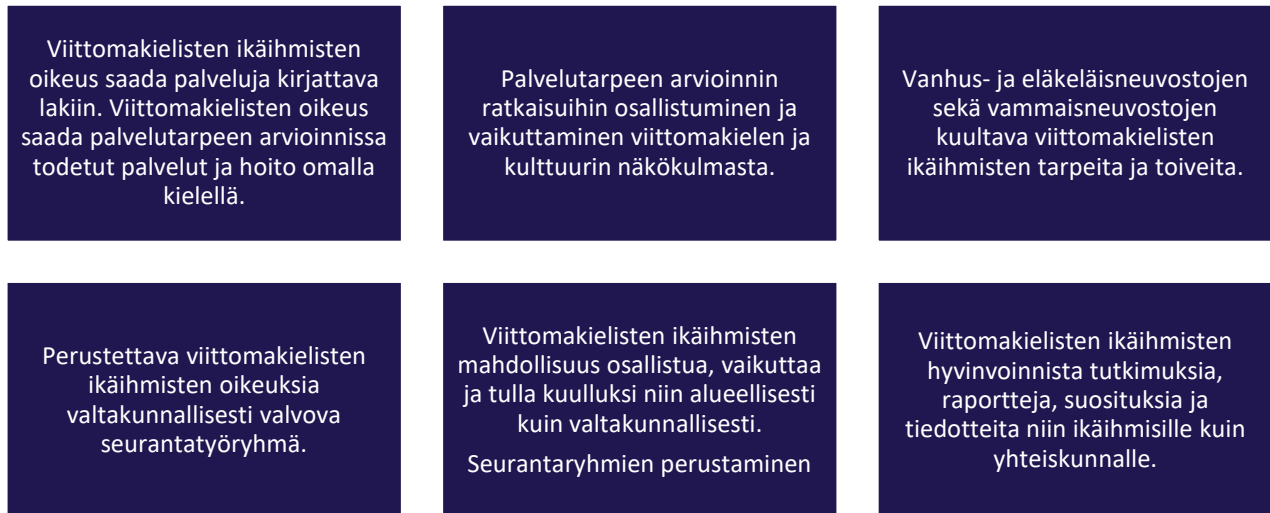 Viittomakielisten ikäihmisten
oikeus saada palveluja kirjattava
lakiin. Viittomakielisten oikeus
saada palvelutarpeen arvioinnissa
todetut palvelut ja hoito omalla
kielellä.
Palvelutarpeen arvioinnin
ratkaisuihin osallistuminen ja
vaikuttaminen viittomakielen ja
kulttuurin näkökulmasta.
Vanhus- ja eläkeläisneuvostojen
sekä vammaisneuvostojen
kuultava viittomakielisten
ikäihmisten tarpeita ja toiveita.
Perustettava viittomakielisten
ikäihmisten oikeuksia
valtakunnallisesti valvova
seurantatyöryhmä.
Viittomakielisten ikäihmisten
mahdollisuus osallistua, vaikuttaa
ja tulla kuulluksi niin alueellisesti
kuin valtakunnallisesti.
Seurantaryhmien perustaminen
Viittomakielisten ikäihmisten
hyvinvoinnista tutkimuksia,
raportteja, suosituksia ja
tiedotteita niin ikäihmisille kuin
yhteiskunnalle.